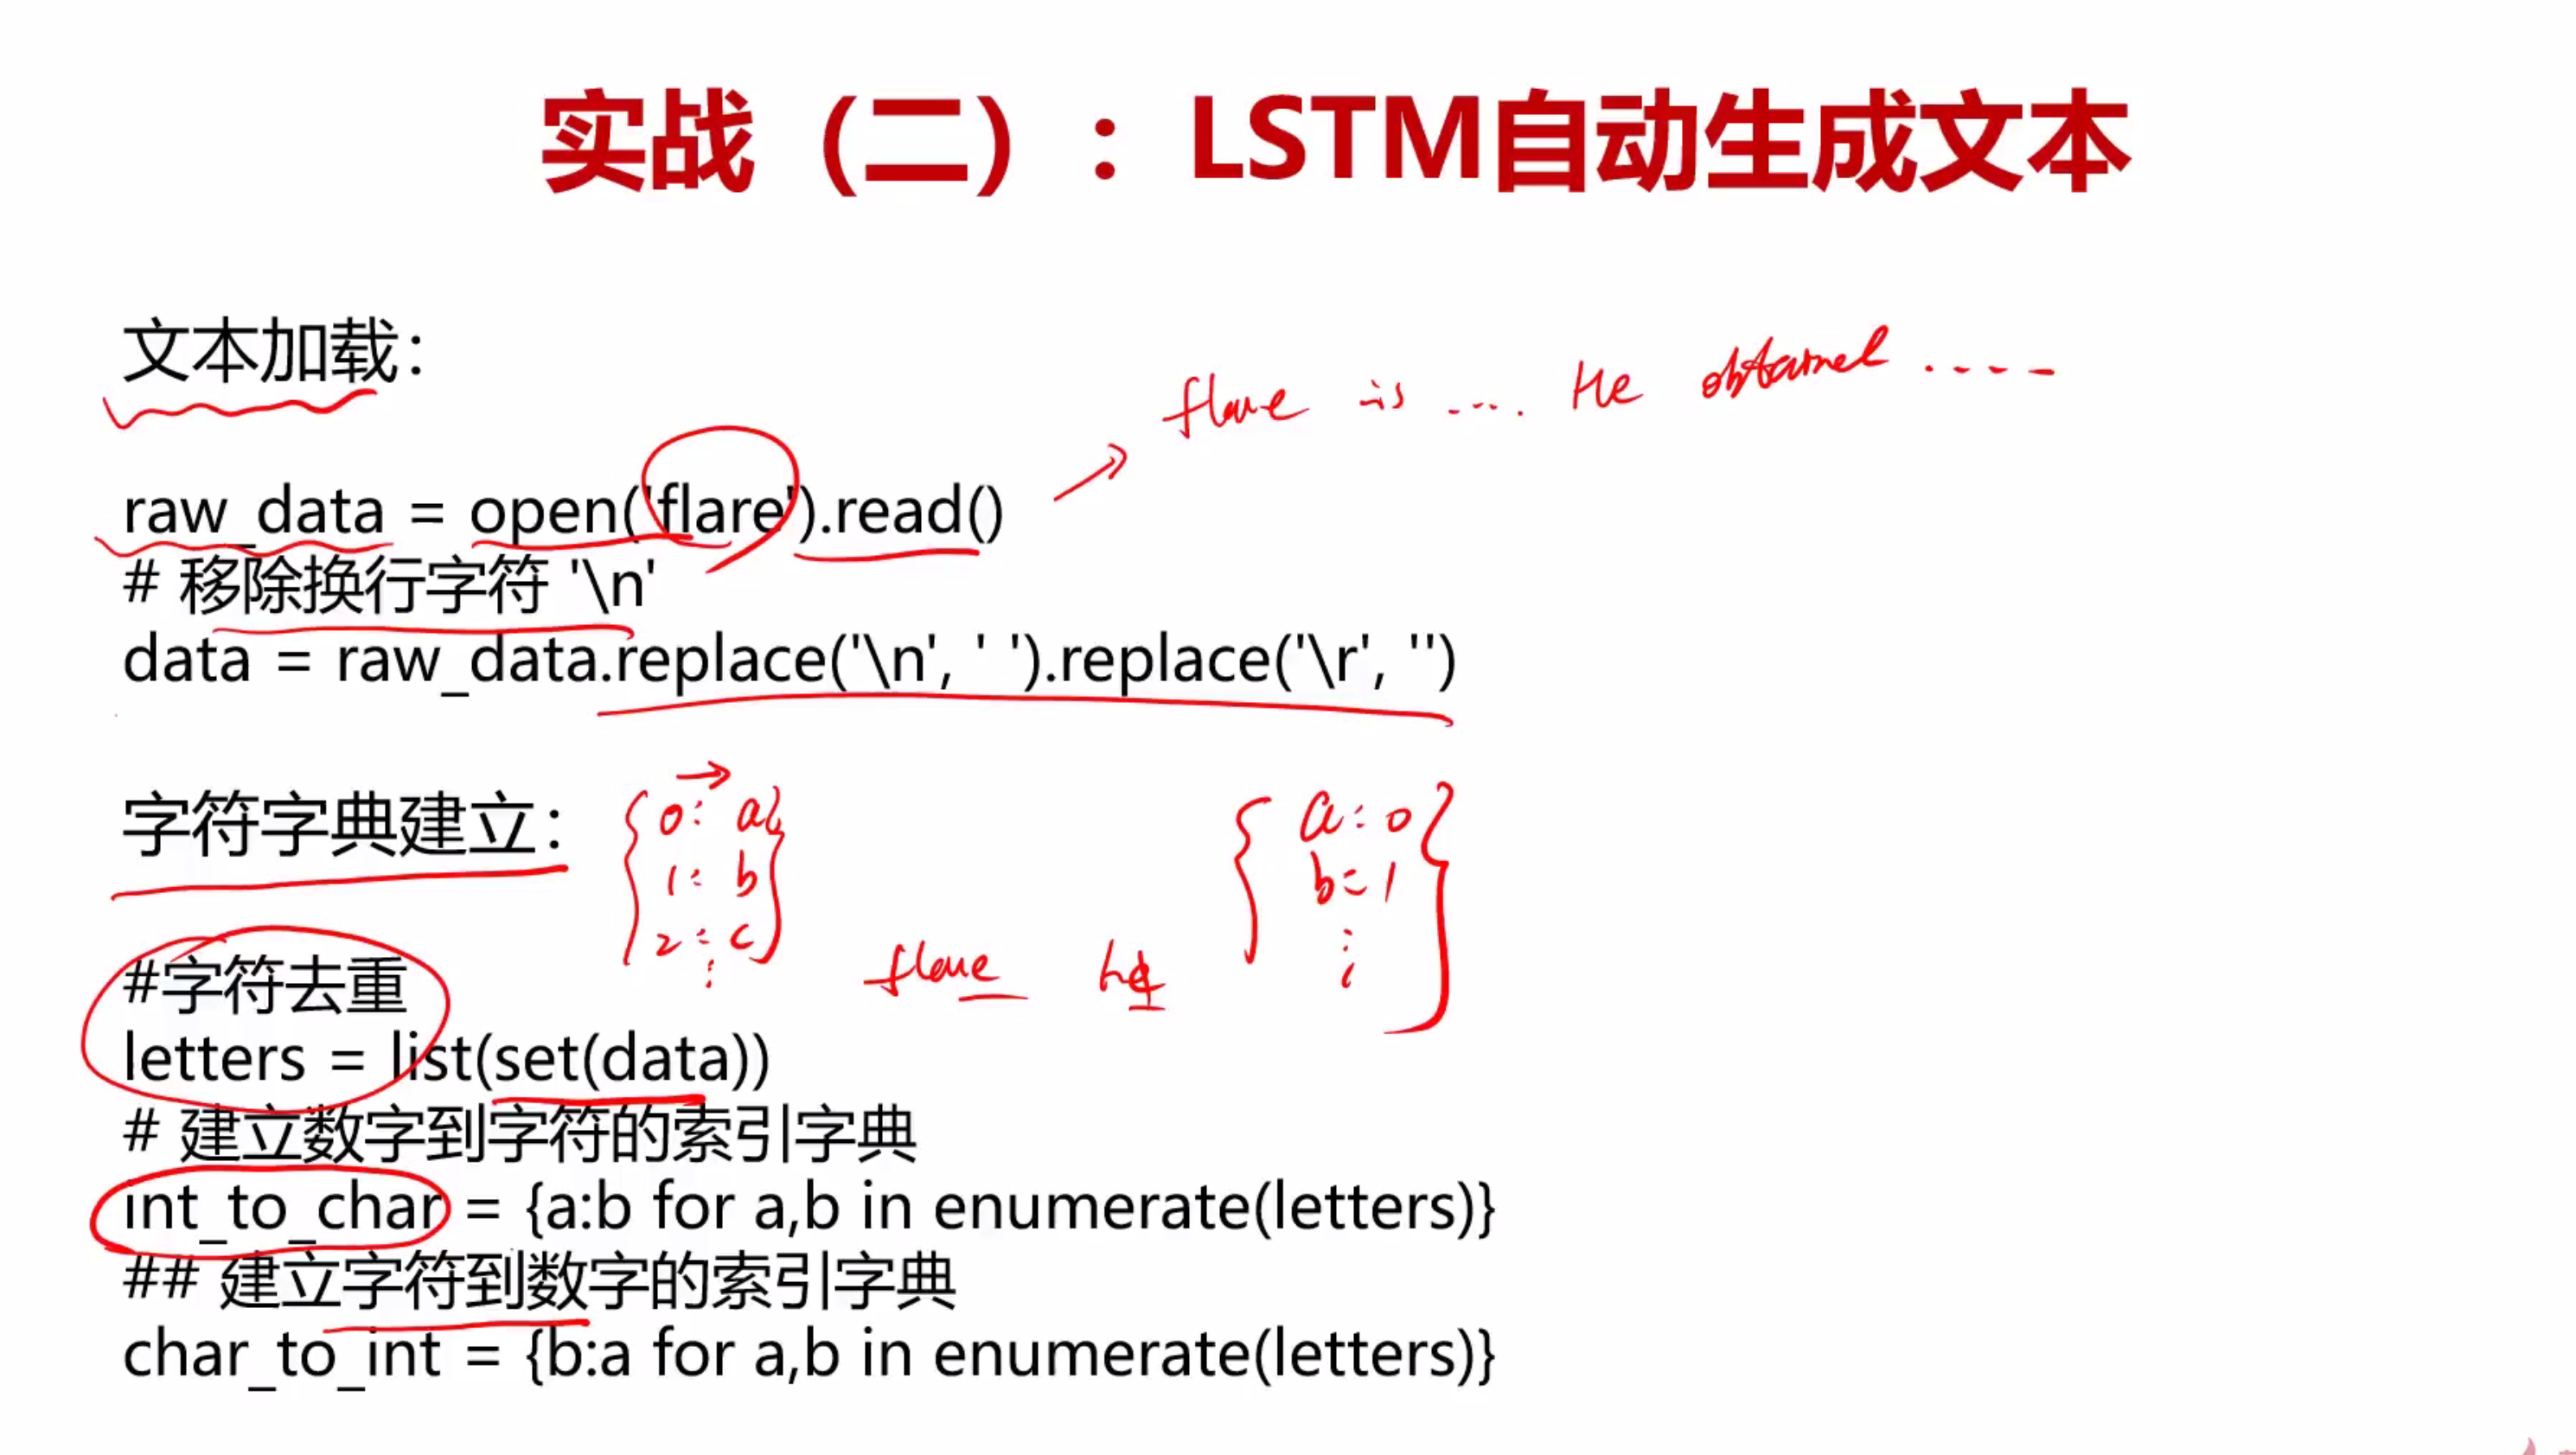 实战（二）：LSTM自动生成文本
文本加载：
flare is .... He obtained ....
raw_data = open('flare').read()
# 移除换行字符 '\n'
data = raw_data.replace('\n', ' ').replace('\r', '')
字符字典建立：
0: a
1: b
2: c
a: 0
b: 1
flare he
#字符去重
letters = list(set(data))
# 建立数字到字符的索引字典
int_to_char = {a:b for a,b in enumerate(letters)}
## 建立字符到数字的索引字典
char_to_int = {b:a for a,b in enumerate(letters)}